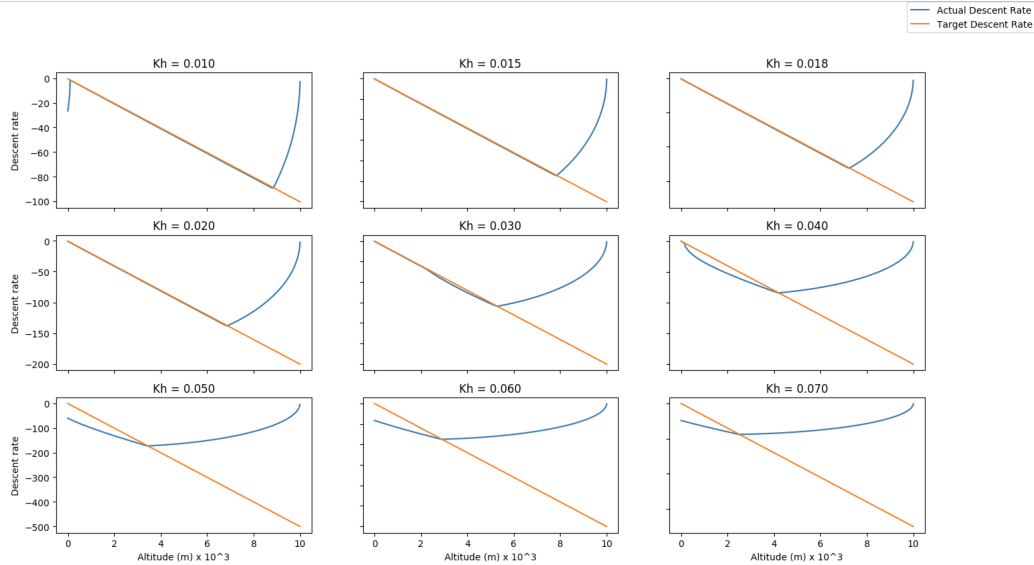 Actual Descent Rate
Target Descent Rate
Kh = 0.010
Kh = 0.015
Kh = 0.018
Descent rate
0
−20
−40
−60
−80
−100
Kh = 0.020
Kh = 0.030
Kh = 0.040
Descent rate
0
−50
−100
−150
−200
Kh = 0.050
Kh = 0.060
Kh = 0.070
Descent rate
0
−100
−200
−300
−400
−500
0 2 4 6 8 10
0 2 4 6 8 10
0 2 4 6 8 10
Altitude (m) x 10^3
Altitude (m) x 10^3
Altitude (m) x 10^3